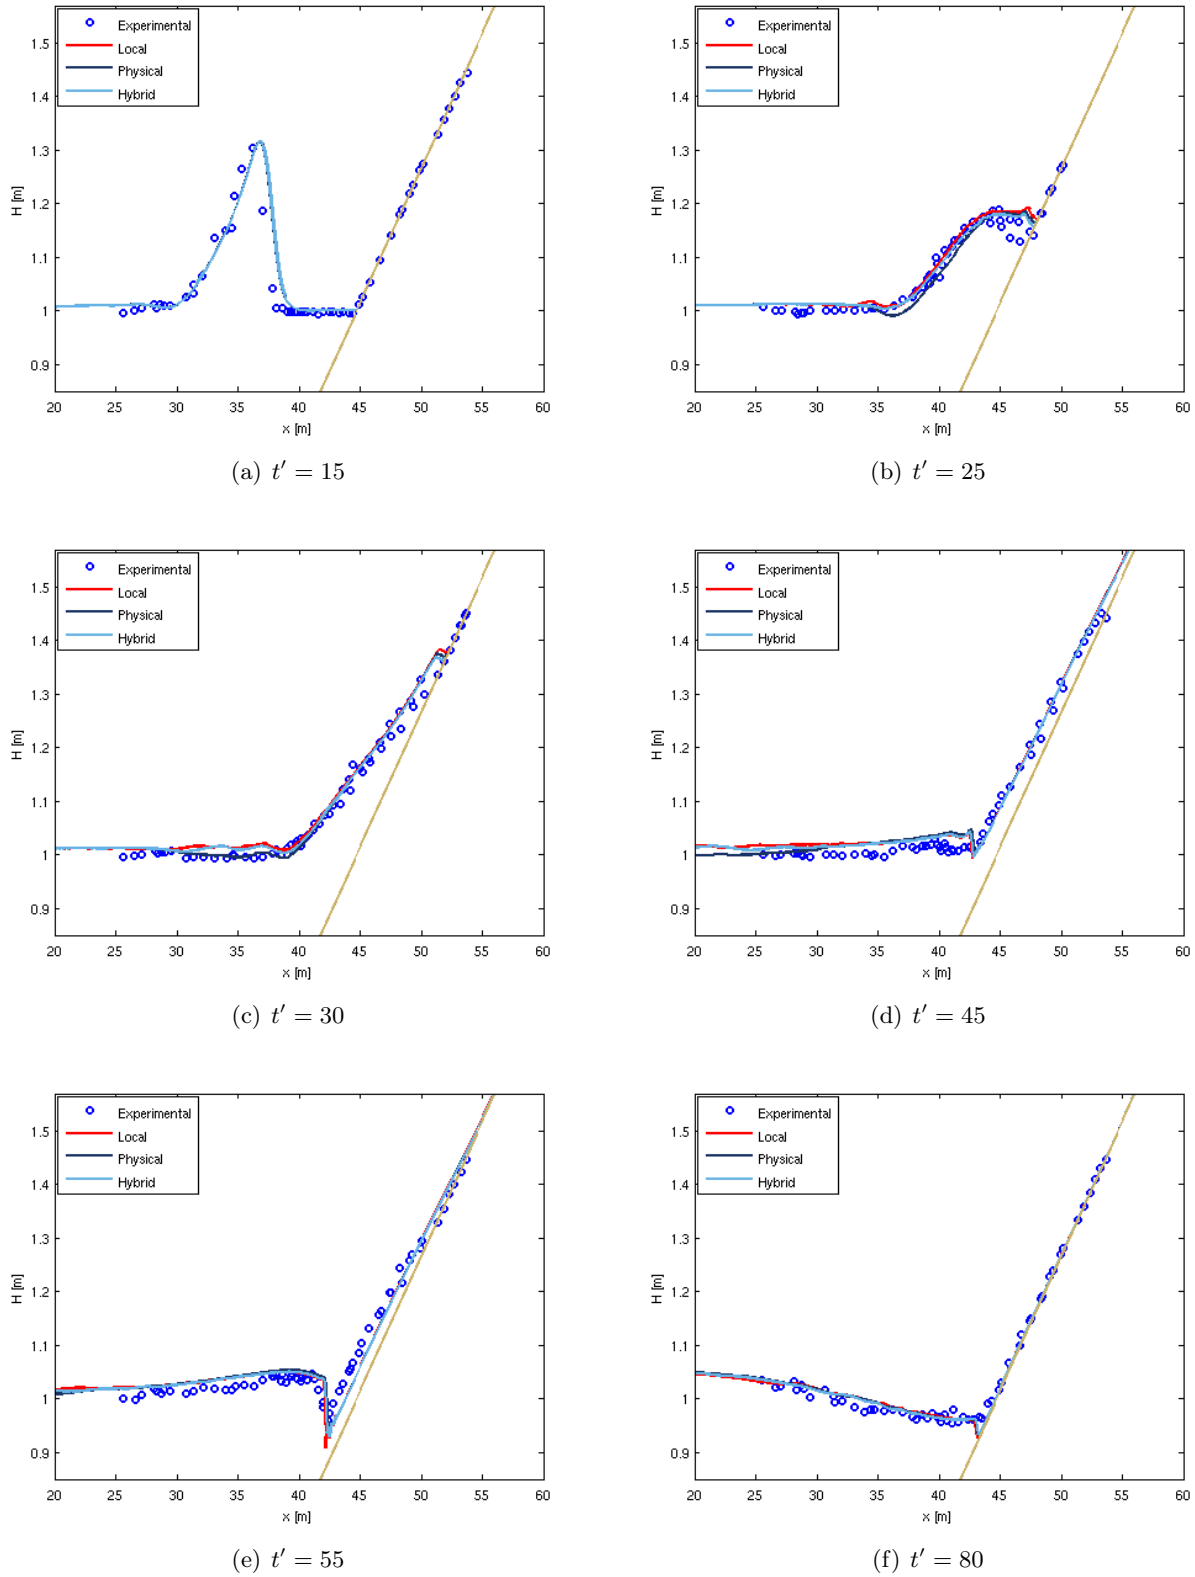 1.5
1.4
1.3
1.2
1.1
1
0.9
H [m]
Experimental
Local
Physical
Hybrid
20 25 30 35 40 45 50 55 60
x [m]
(a) t′ = 15
1.5
1.4
1.3
1.2
1.1
1
0.9
H [m]
Experimental
Local
Physical
Hybrid
20 25 30 35 40 45 50 55 60
x [m]
(b) t′ = 25
1.5
1.4
1.3
1.2
1.1
1
0.9
H [m]
Experimental
Local
Physical
Hybrid
20 25 30 35 40 45 50 55 60
x [m]
(c) t′ = 30
1.5
1.4
1.3
1.2
1.1
1
0.9
H [m]
Experimental
Local
Physical
Hybrid
20 25 30 35 40 45 50 55 60
x [m]
(d) t′ = 45
1.5
1.4
1.3
1.2
1.1
1
0.9
H [m]
Experimental
Local
Physical
Hybrid
20 25 30 35 40 45 50 55 60
x [m]
(e) t′ = 55
1.5
1.4
1.3
1.2
1.1
1
0.9
H [m]
Experimental
Local
Physical
Hybrid
20 25 30 35 40 45 50 55 60
x [m]
(f) t′ = 80